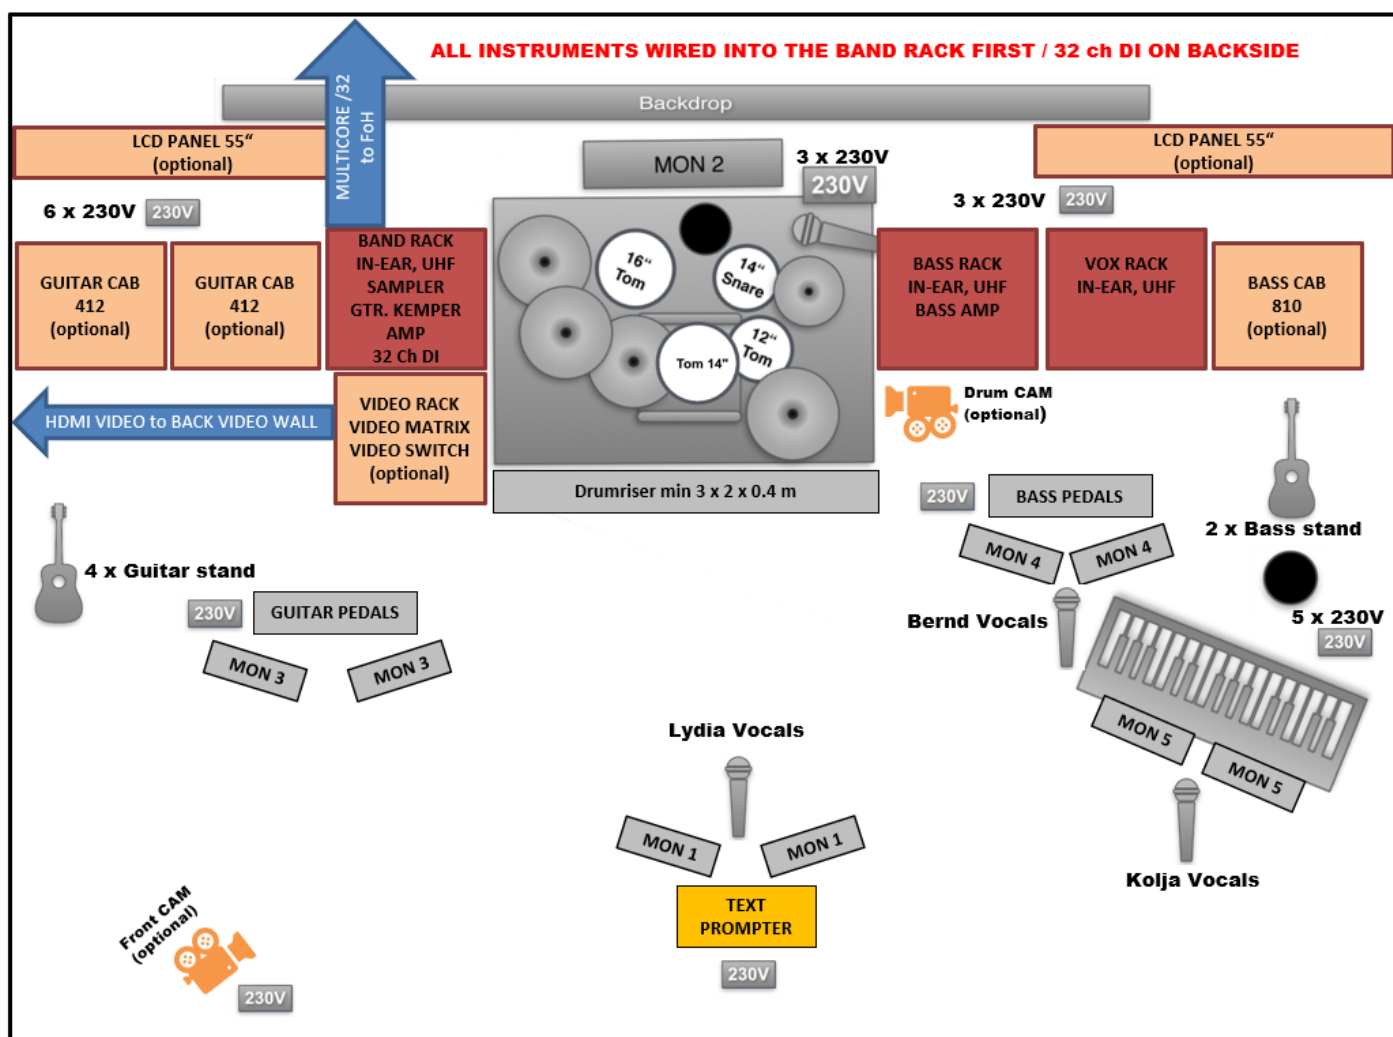 ALL INSTRUMENTS WIRED INTO THE BAND RACK FIRST / 32 ch DI ON BACKSIDE
MULTICORE /32
to FoH
Backdrop
LCD PANEL 55“
(optional)
LCD PANEL 55“
(optional)
MON 2
3 x 230V
230V
6 x 230V
230V
3 x 230V
230V
GUITAR CAB
412
(optional)
GUITAR CAB
412
(optional)
BAND RACK
IN-EAR, UHF
SAMPLER
GTR. KEMPER
AMP
32 Ch DI
16“
Tom
14“
Snare
12“
Tom
Tom 14"
BASS RACK
IN-EAR, UHF
BASS AMP
VOX RACK
IN-EAR, UHF
BASS CAB
810
(optional)
HDMI VIDEO to BACK VIDEO WALL
VIDEO RACK
VIDEO MATRIX
VIDEO SWITCH
(optional)
Drum CAM
(optional)
Drumriser min 3 x 2 x 0.4 m
230V
BASS PEDALS
2 x Bass stand
MON 4
MON 4
4 x Guitar stand
230V
GUITAR PEDALS
MON 3
MON 3
Bernd Vocals
5 x 230V
230V
MON 5
MON 5
Lydia Vocals
MON 1
MON 1
Kolja Vocals
TEXT
PROMPTER
230V
Front CAM
(optional)
230V